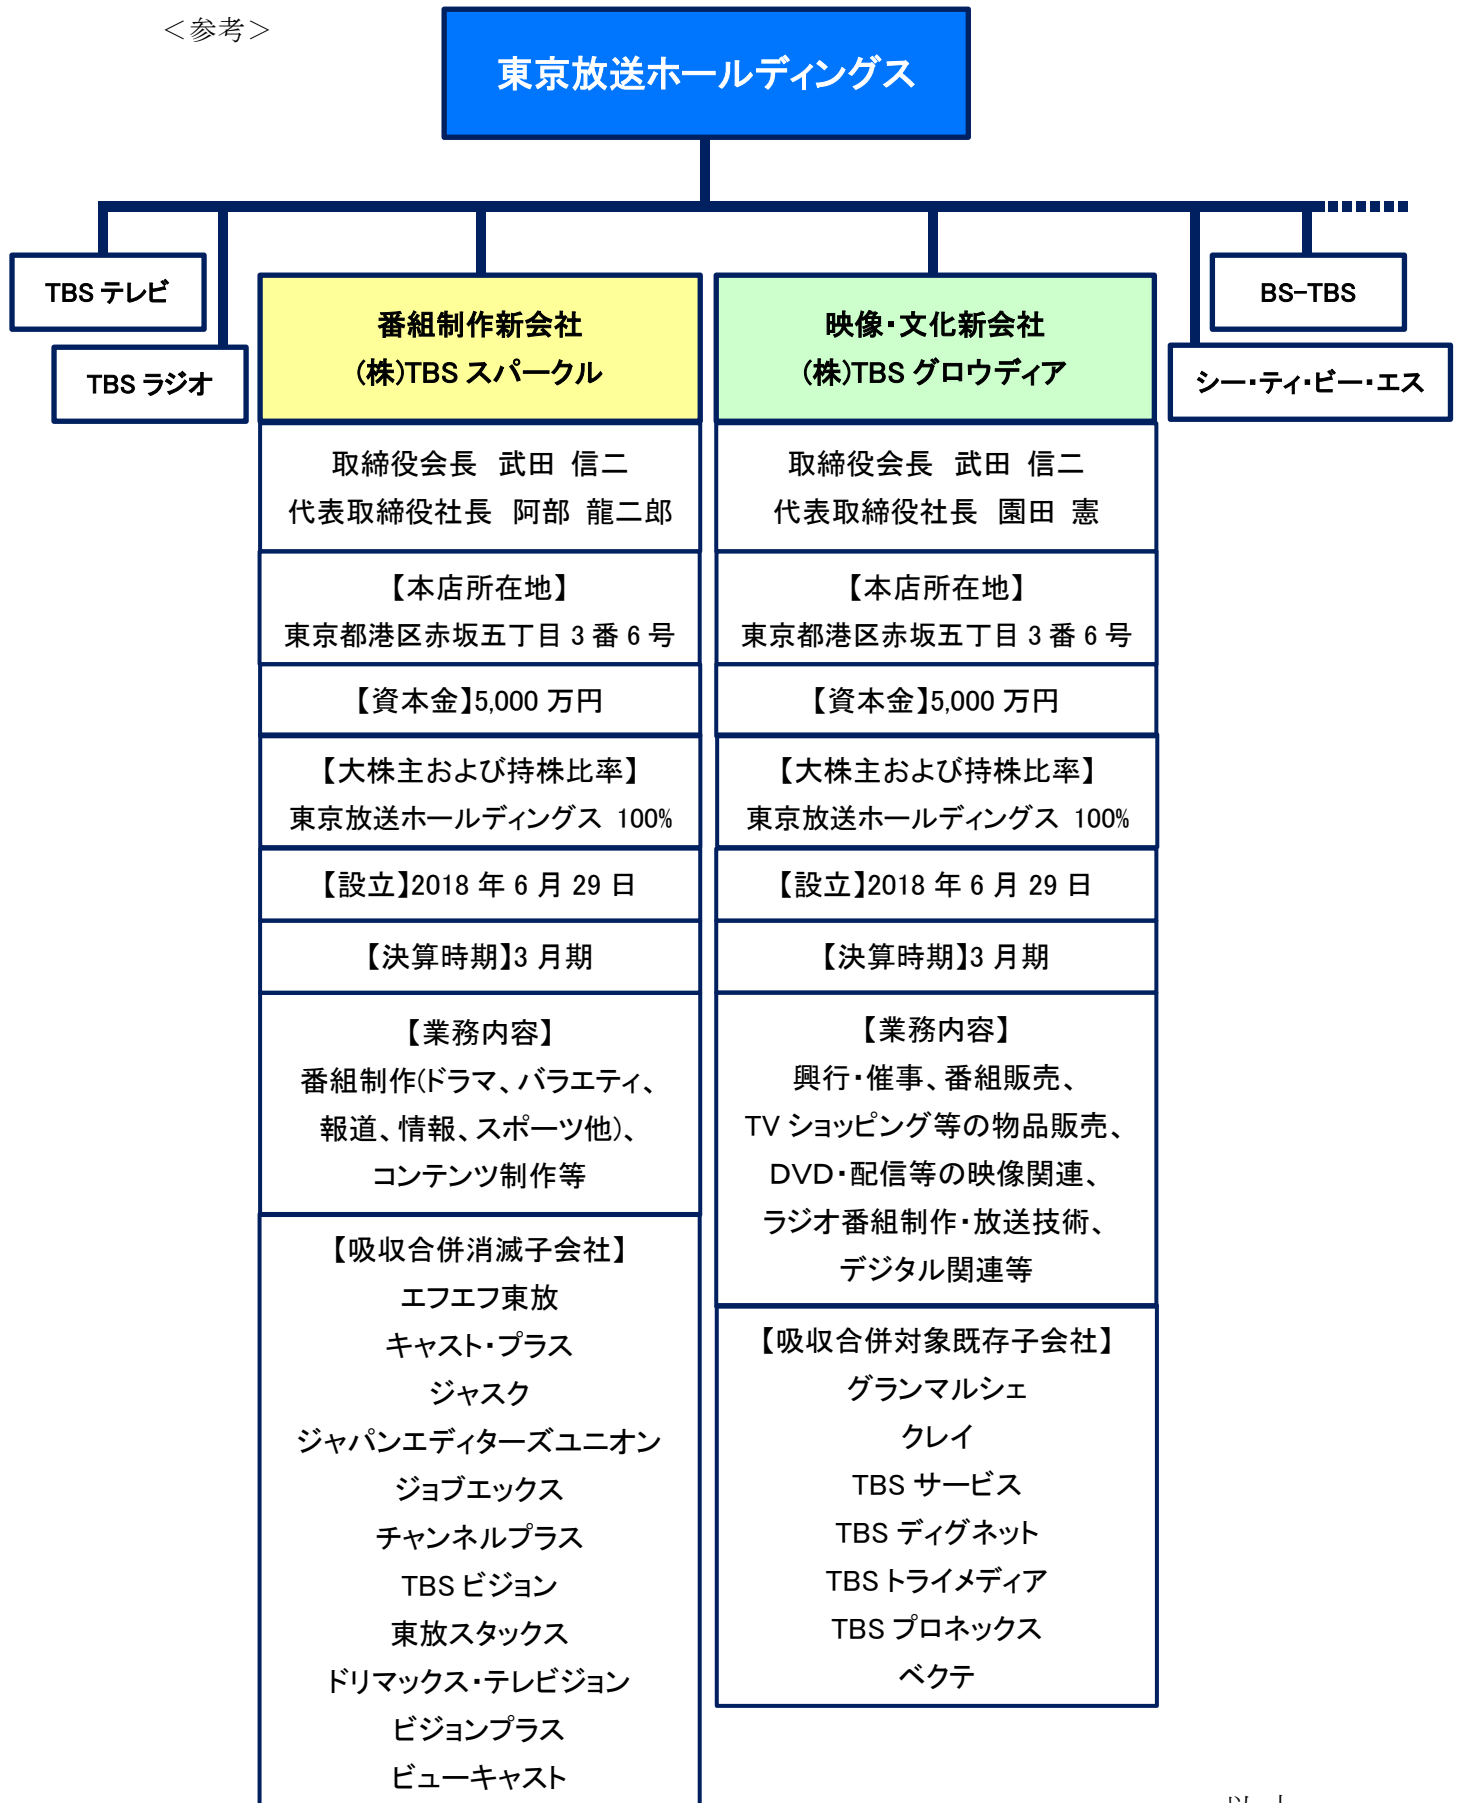 ＜参考＞
東京放送ホールディングス
TBS テレビ
TBS ラジオ
番組制作新会社
(株)TBS スパークル
取締役会長　武田 信二
代表取締役社長　阿部 龍二郎
【本店所在地】
東京都港区赤坂五丁目 3 番 6 号
【資本金】5,000 万円
【大株主および持株比率】
東京放送ホールディングス 100%
【設立】2018 年 6 月 29 日
【決算時期】3 月期
【業務内容】
番組制作(ドラマ、バラエティ、
報道、情報、スポーツ他)、
コンテンツ制作等
【吸収合併消滅子会社】
エフエフ東放
キャスト・プラス
ジャスク
ジャパンエディターズユニオン
ジョブエックス
チャンネルプラス
TBS ビジョン
東放スタックス
ドリマックス・テレビジョン
ビジョンプラス
ビューキャスト
映像・文化新会社
(株)TBS グロウディア
取締役会長　武田 信二
代表取締役社長　園田 憲
【本店所在地】
東京都港区赤坂五丁目 3 番 6 号
【資本金】5,000 万円
【大株主および持株比率】
東京放送ホールディングス 100%
【設立】2018 年 6 月 29 日
【決算時期】3 月期
【業務内容】
興行・催事、番組販売、
TV ショッピング等の物品販売、
DVD・配信等の映像関連、
ラジオ番組制作・放送技術、
デジタル関連等
【吸収合併対象既存子会社】
グランマルシェ
クレイ
TBS サービス
TBS ディグネット
TBS トライメディア
TBS プロネックス
ベクテ
BS-TBS
シー・ティ・ビー・エス